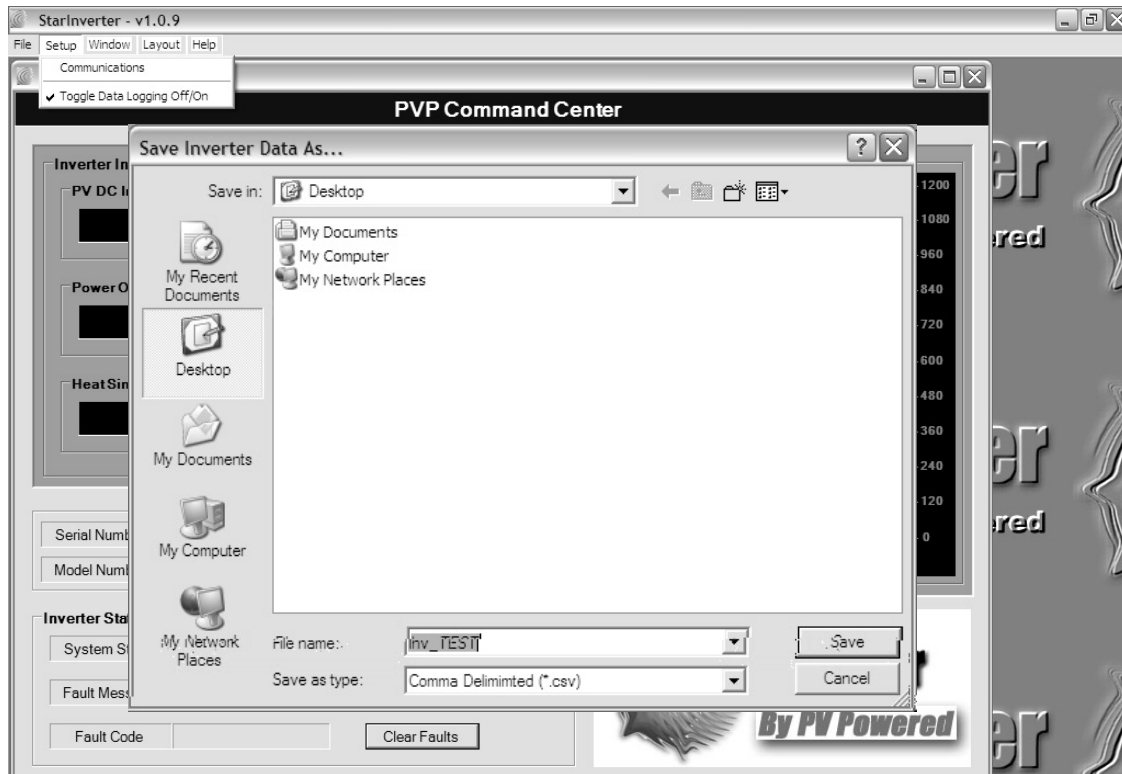 StarInverter - v1.0.9
File Setup Window Layout Help
Communications
Toggle Data Logging Off/On
PVP Command Center
Save Inverter Data As...
Inverter In
PV DC I
Save in: Desktop
My Documents
My Computer
My Network Places
My Recent
Documents
Desktop
My Documents
My Computer
My Network
Places
Power O
Heat Sin
1200
1080
960
840
720
600
480
360
240
120
0
er
ered
er
ered
er
Serial Numb
Model Numb
Inverter Sta
System St
Fault Mess
Fault Code
File name: inv_TEST
Save
Save as type: Comma Delimimted (*.csv)
Cancel
Clear Faults
By PV Powered